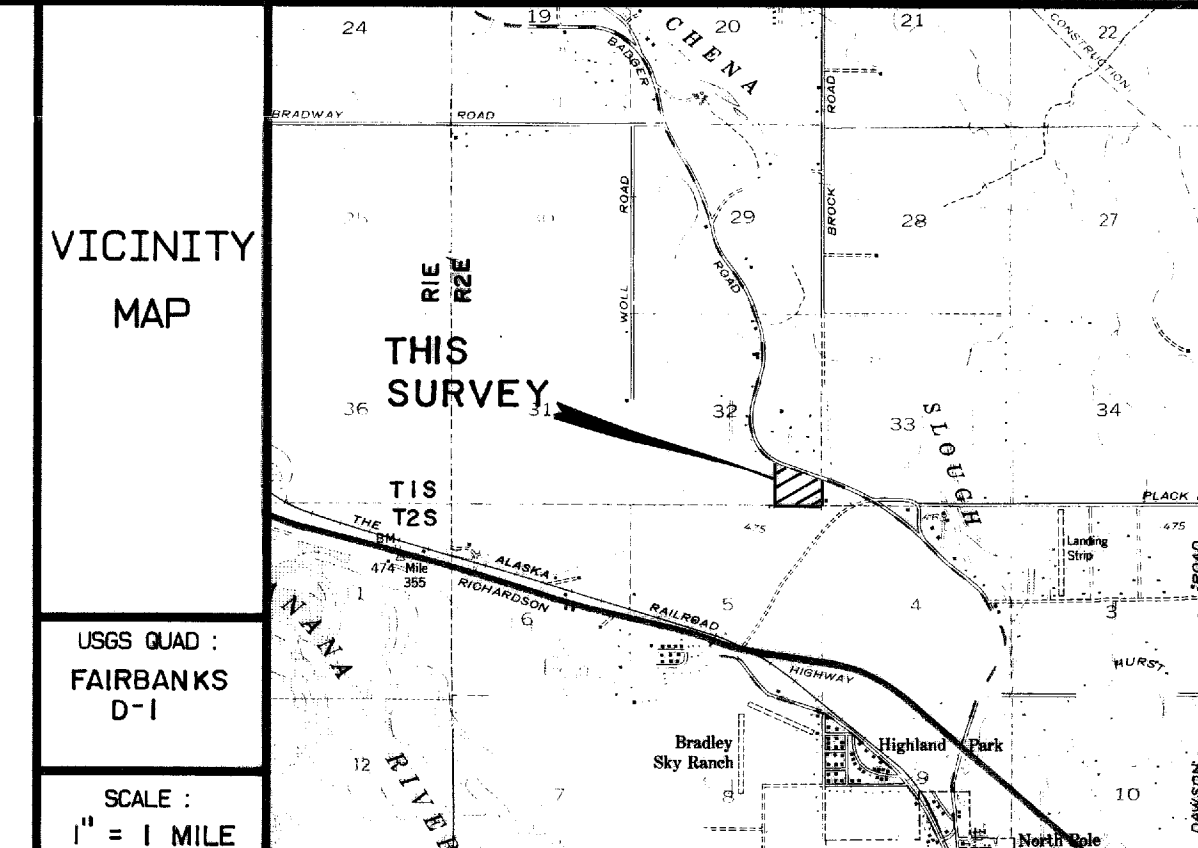 VICINITY
MAP
USGS QUAD :
FAIRBANKS
D-1
SCALE :
1" = 1 MILE
24
19
20
21
22
CHENA
BADGER
CONSTRUCTION
BRADWAY ROAD
ROAD
BROCK
ROAD
WOLL
ROAD
29
28
27
R1E
R2E
THIS
SURVEY
36
31
32
33
34
SLOUGH
T1S
T2S
PLACK
475
475
THE ALASKA RAILROAD
BM
474
Mile
355
RICHARDSON HIGHWAY
Landing
Strip
ROAD
1
6
5
4
3
HURST
NANA
RIVER
Bradley
Sky Ranch
Highland Park
12
7
8
9
10
DAWSON
North Pole